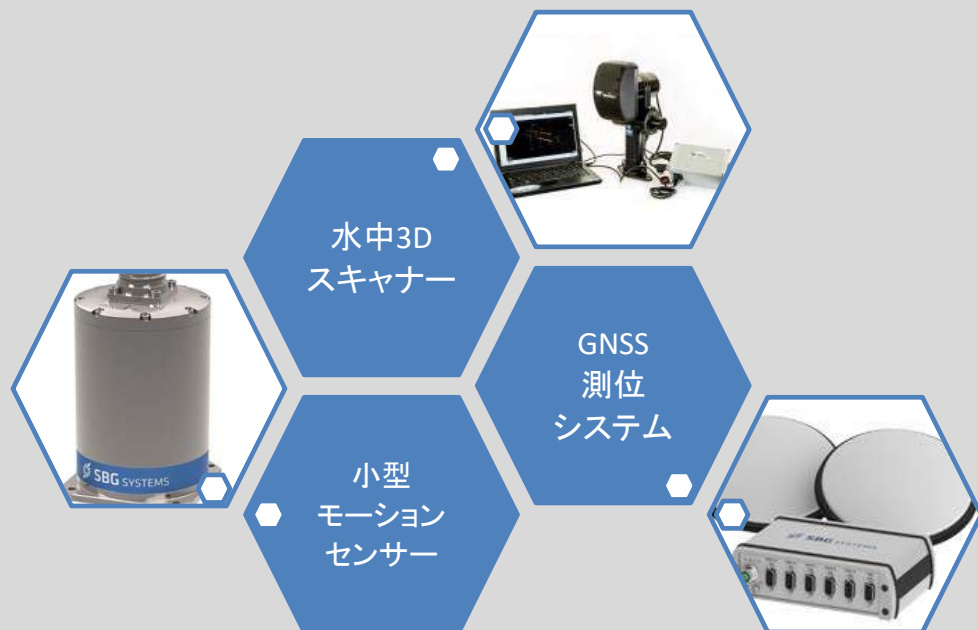 水中3D
スキャナー
GNSS
測位
システム
SBG SYSTEMS
小型
モーション
センサー
SBG SYSTEMS